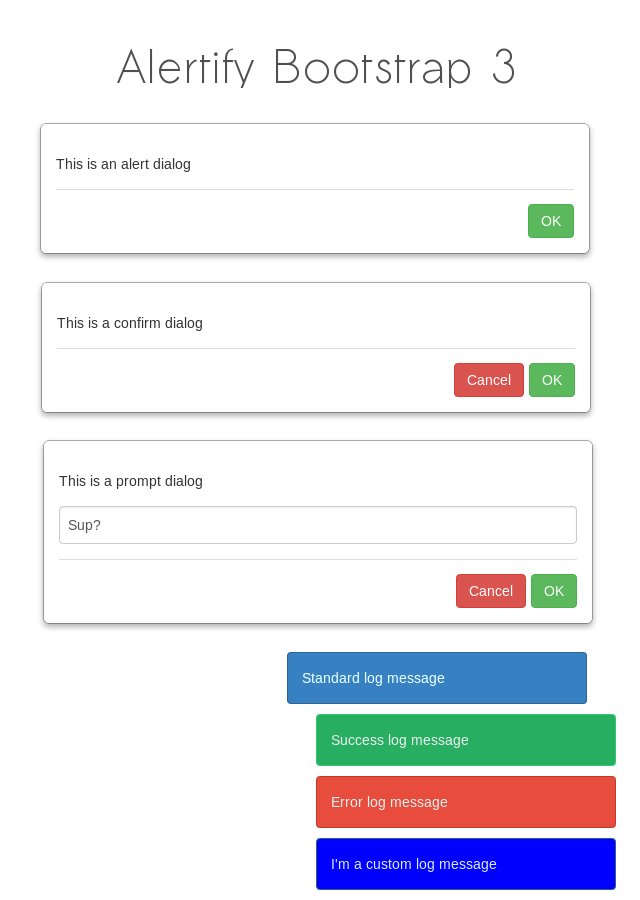 Alertify Bootstrap 3
This is an alert dialog
OK
This is a confirm dialog
Cancel OK
This is a prompt dialog
Sup?
Cancel OK
Standard log message
Success log message
Error log message
I'm a custom log message